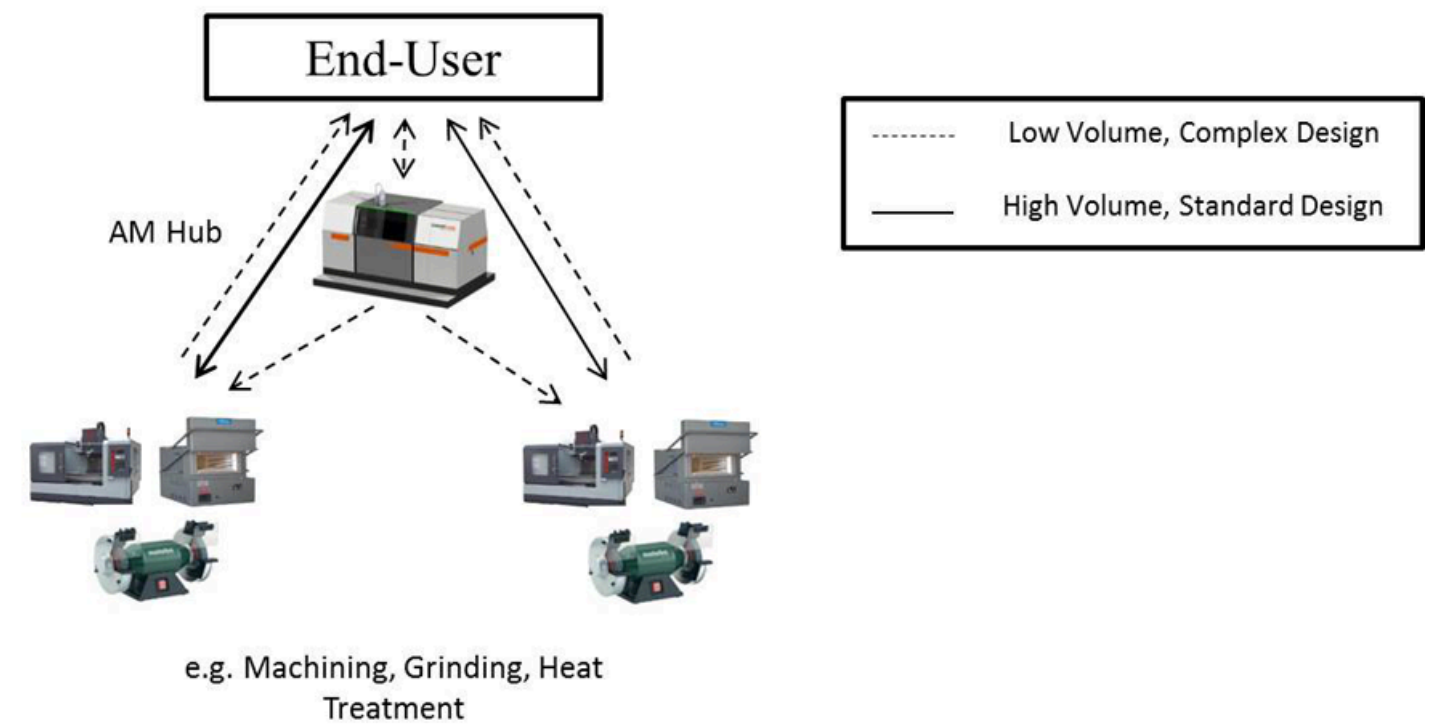 End-User
Low Volume, Complex Design
AM Hub
High Volume, Standard Design
e.g. Machining, Grinding, Heat
Treatment